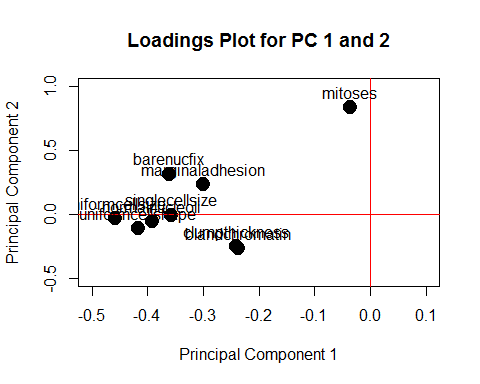 Loadings Plot for PC 1 and 2
Principal Component 2
1.0
0.5
0.0
-0.5
mitoses
barenucfix
marginaladhesion
singlecellsize
clumpthickness
blandchromatin
-0.5
-0.4
-0.3
-0.2
-0.1
0.0
0.1
Principal Component 1